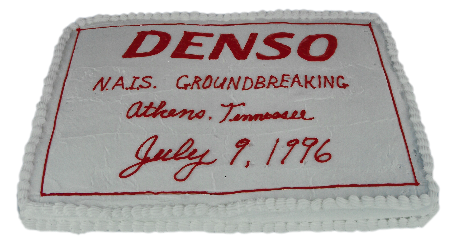 DENSO
N.A.I.S. GROUNDBREAKING
Athens, Tennessee
July 9, 1996